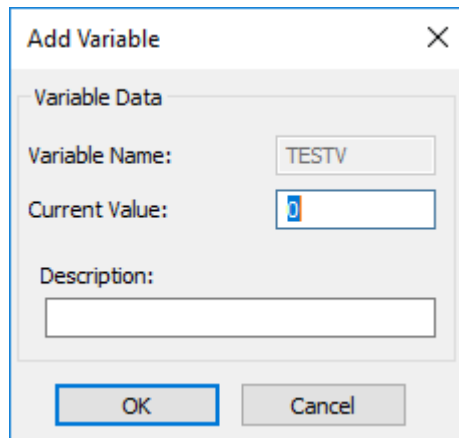 Add Variable
Variable Data
Variable Name: TESTV
Current Value: 0
Description:
OK Cancel